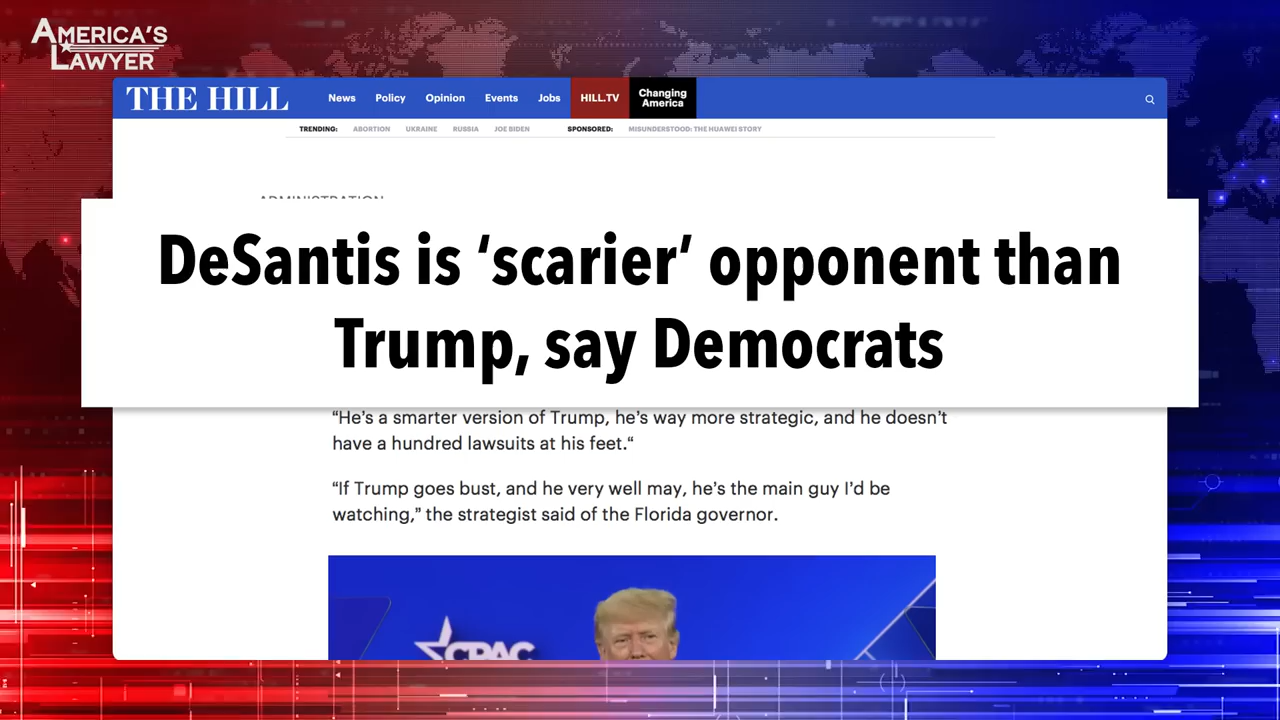 AMERICA'S
LAWYER
THE HILL
News
Policy
Opinion
Events
Jobs
HILL.TV
Changing
America
TRENDING:
ABORTION
UKRAINE
RUSSIA
JOE BIDEN
SPONSORED:
MISUNDERSTOOD: THE HUAWEI STORY
ADMINISTRATION
DeSantis is ‘scarier’ opponent than
Trump, say Democrats
“He’s a smarter version of Trump, he’s way more strategic, and he doesn’t
have a hundred lawsuits at his feet.“
“If Trump goes bust, and he very well may, he’s the main guy I’d be
watching,” the strategist said of the Florida governor.
CPAC